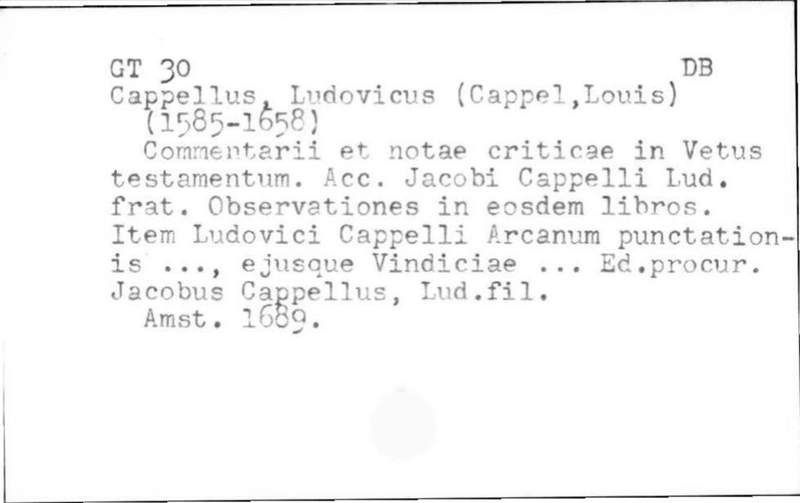 GT 30 DB
Cappellus, Ludovicus (Cappel,Louis)
(1585-1658)
Commentarii et notae criticae in Vetus
testamentum. Acc. Jacobi Cappelli Lud.
frat. Observationes in eosdem libros.
Item Ludovici Cappelli Arcanum punctation-
is ..., ejusque Vindiciae ... Ed.procur.
Jacobus Cappellus, Lud.fil.
Amst. 1689.